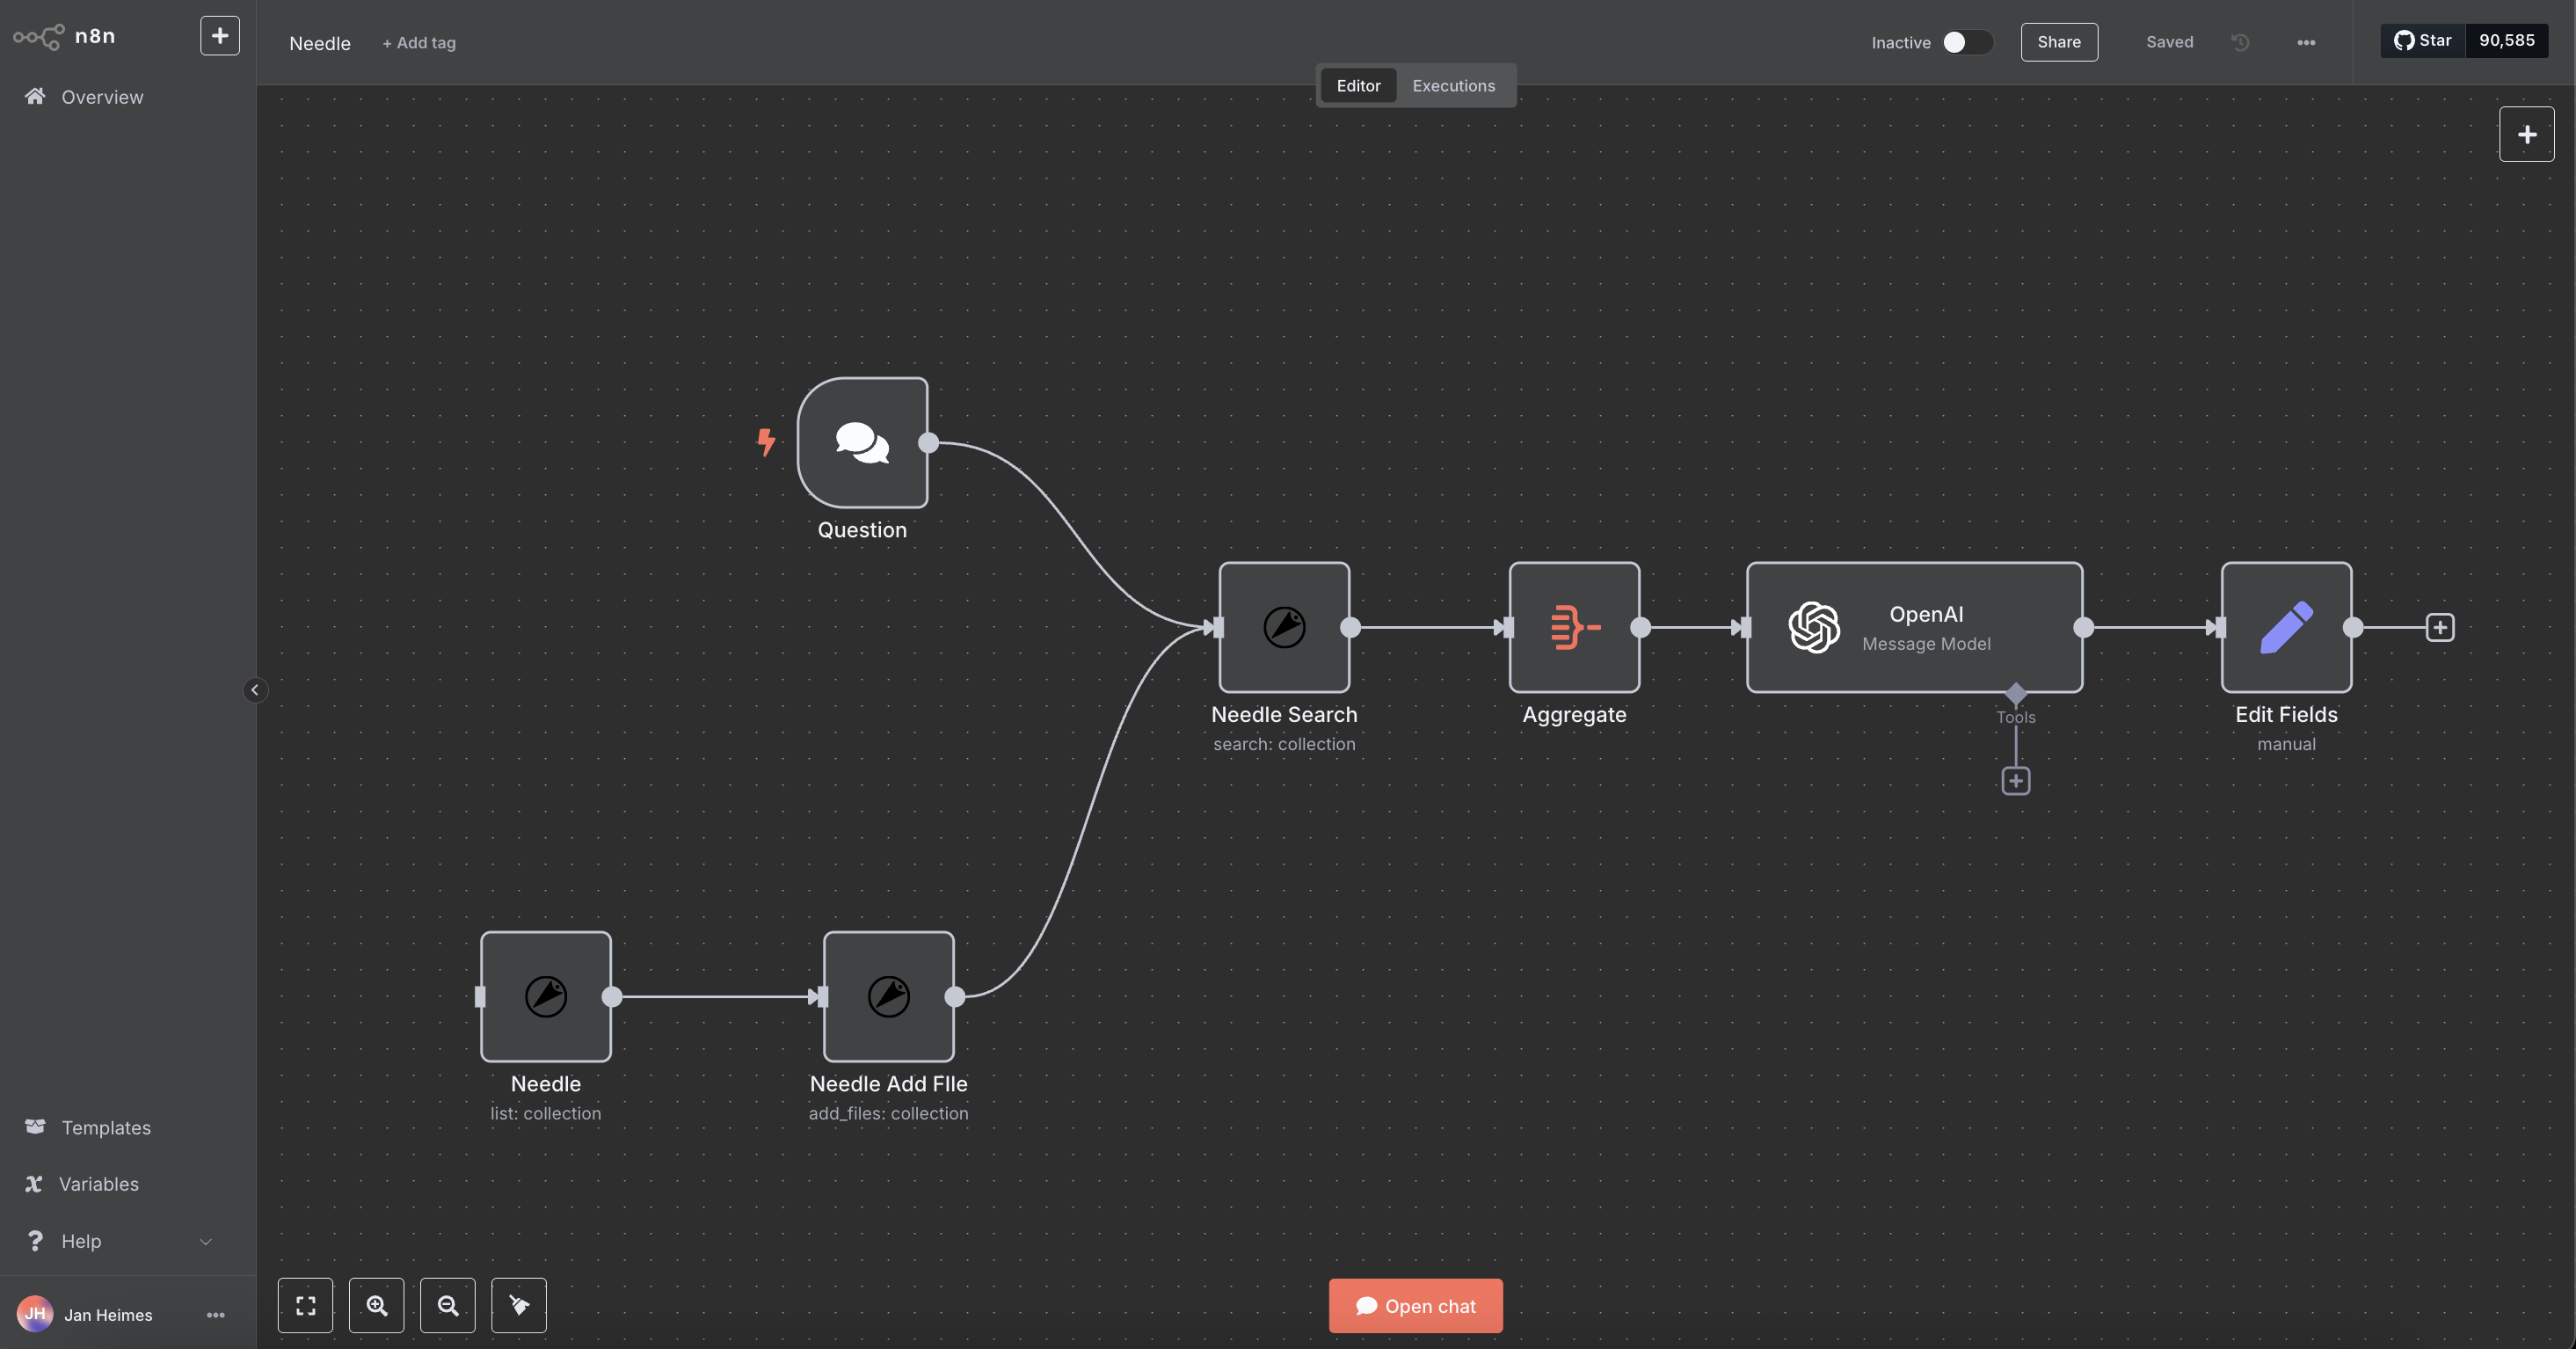 n8n
Overview
Needle
+ Add tag
Inactive
Share
Saved
Star
90,585
Editor
Executions
Question
Needle Search
search: collection
Aggregate
OpenAI
Message Model
Tools
Edit Fields
manual
Needle
list: collection
Needle Add FIle
add_files: collection
Templates
Variables
Help
JH
Jan Heimes
Open chat